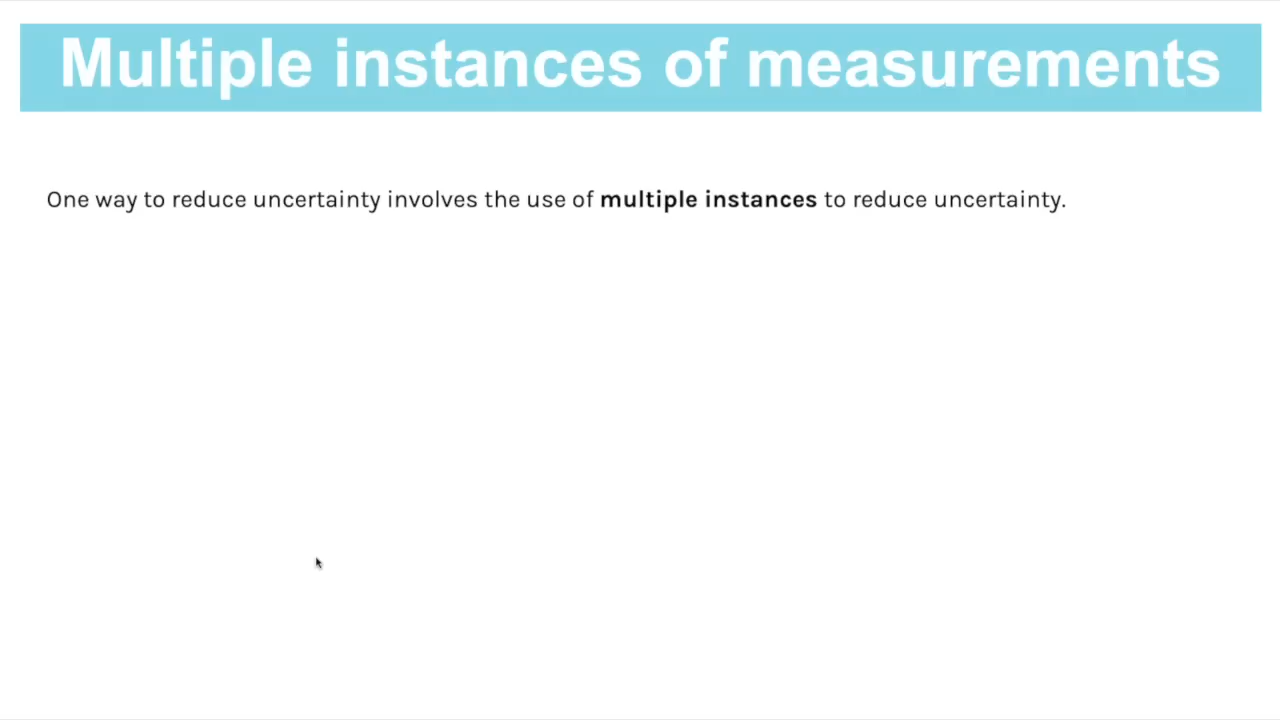 Multiple instances of measurements
One way to reduce uncertainty involves the use of multiple instances to reduce uncertainty.